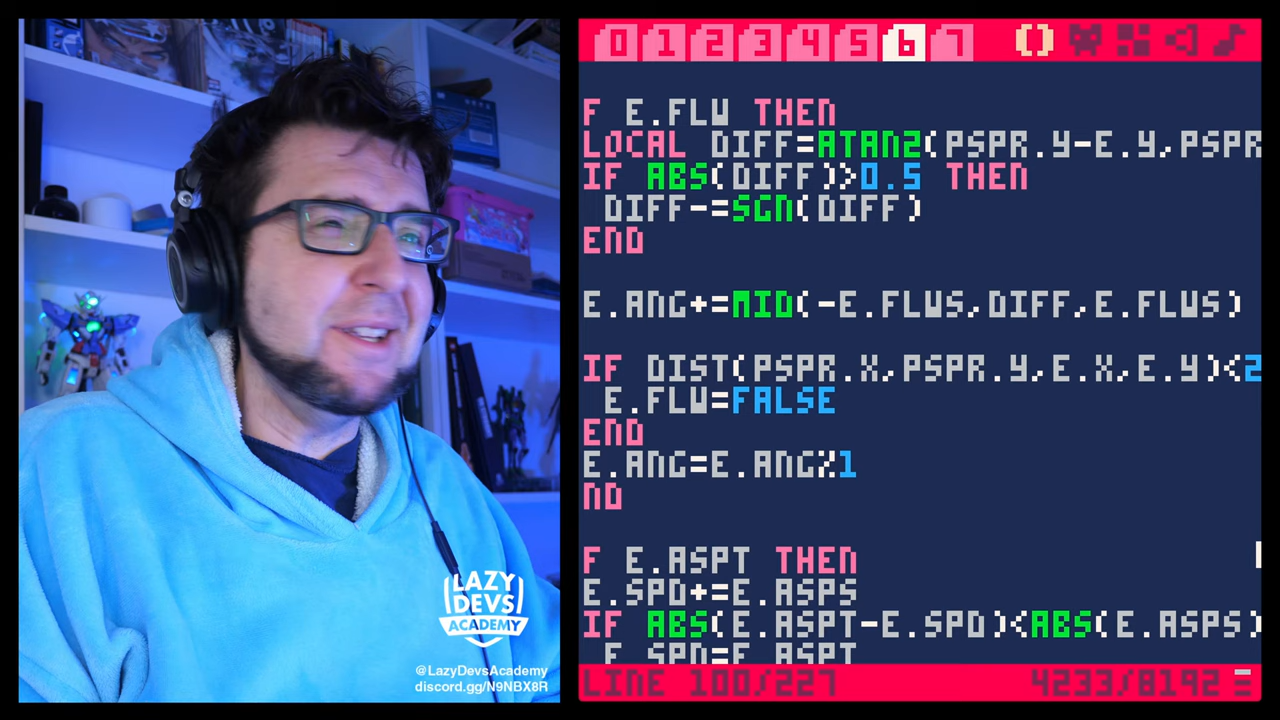 LAZY
DEVS
ACADEMY
@LazyDevsAcademy
discord.gg/N9NBX8R
0 1 2 3 4 5 6 7 ()
F E.FLW THEN
LOCAL DIFF=ATAN2(PSPR.Y-E.Y,PSPR
IF ABS(DIFF)>0.5 THEN
DIFF-=SGN(DIFF)
END
E.ANG+=MID(-E.FLWS,DIFF,E.FLWS)
IF DIST(PSPR.X,PSPR.Y,E.X,E.Y)<2
E.FLW=FALSE
END
E.ANG=E.ANG%1
ND
F E.ASPT THEN
E.SPD+=E.ASPS
IF ABS(E.ASPT-E.SPD)<ABS(E.ASPS)
E.SPD=E.ASPT
LINE 100/227 4233/8192